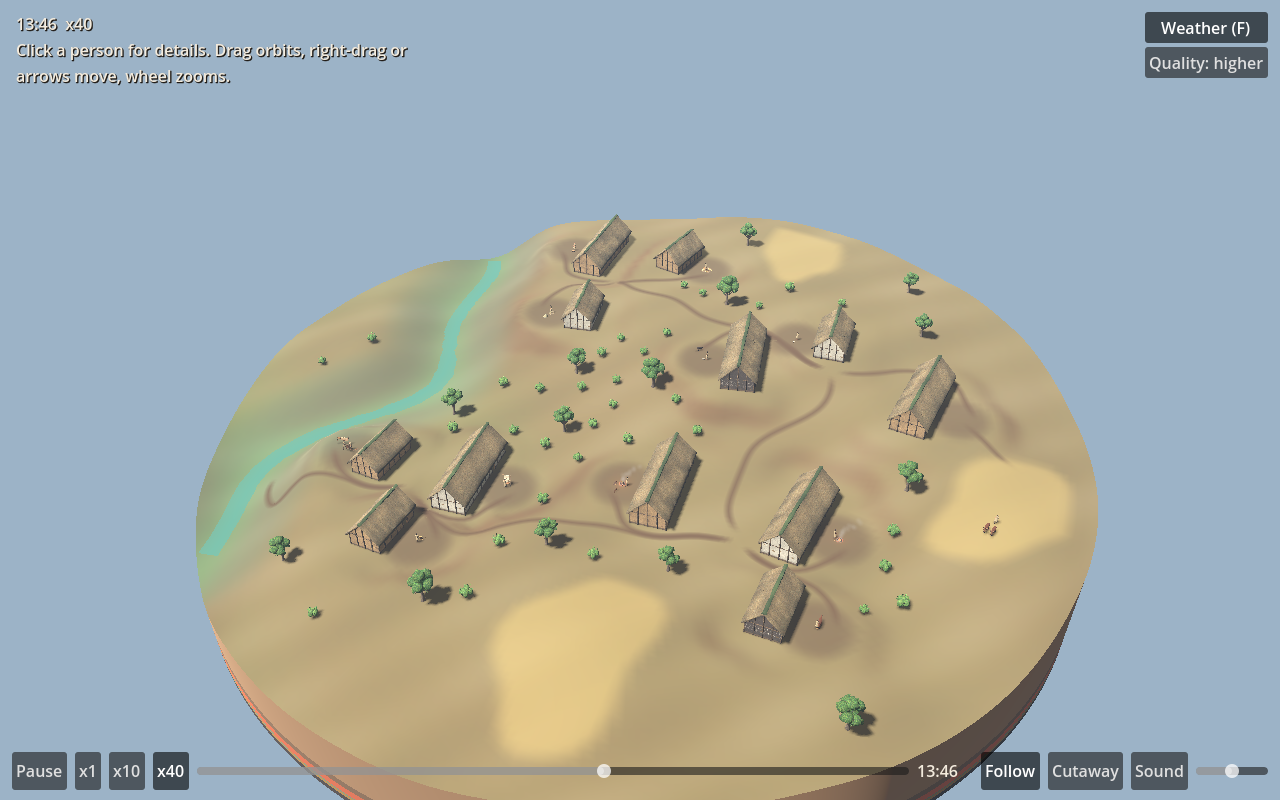 13:46 x40
Click a person for details. Drag orbits, right-drag or
arrows move, wheel zooms.
Weather (F)
Quality: higher
Pause x1 x10 x40 13:46 Follow Cutaway Sound